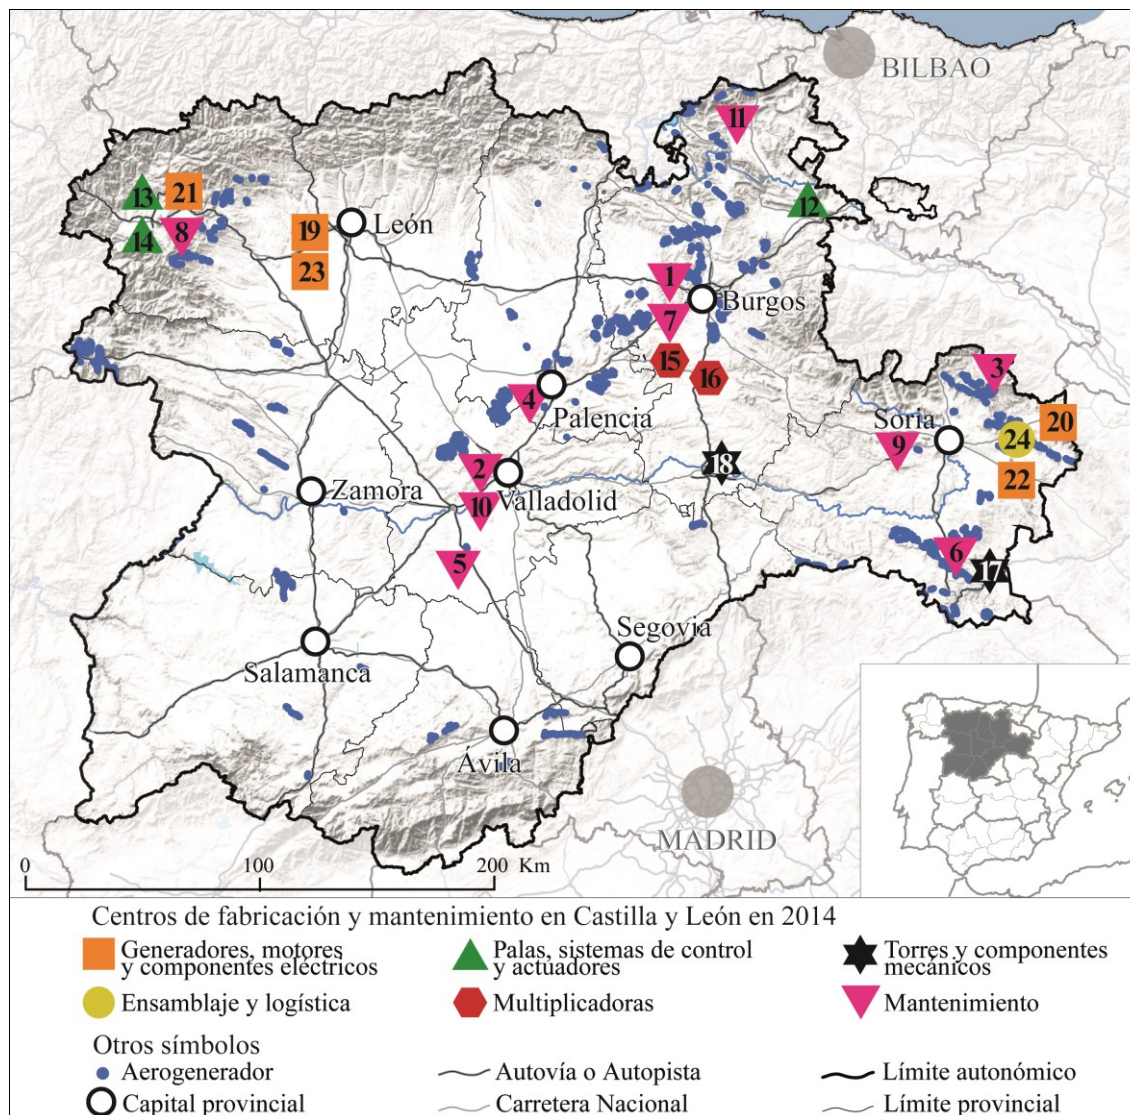 BILBAO
11
13
21
12
8
14
19
León
23
1
Burgos
7
15
16
3
4
Palencia
Soria
20
24
9
18
2
22
Zamora
Valladolid
10
6
5
17
Segovia
Salamanca
Ávila
MADRID
0 100 200 Km
Centros de fabricación y mantenimiento en Castilla y León en 2014
Generadores, motores
y componentes eléctricos
Palas, sistemas de control
y actuadores
Torres y componentes
mecánicos
Ensamblaje y logística
Multiplicadoras
Mantenimiento
Otros símbolos
Aerogenerador
Autovía o Autopista
Límite autonómico
Capital provincial
Carretera Nacional
Límite provincial